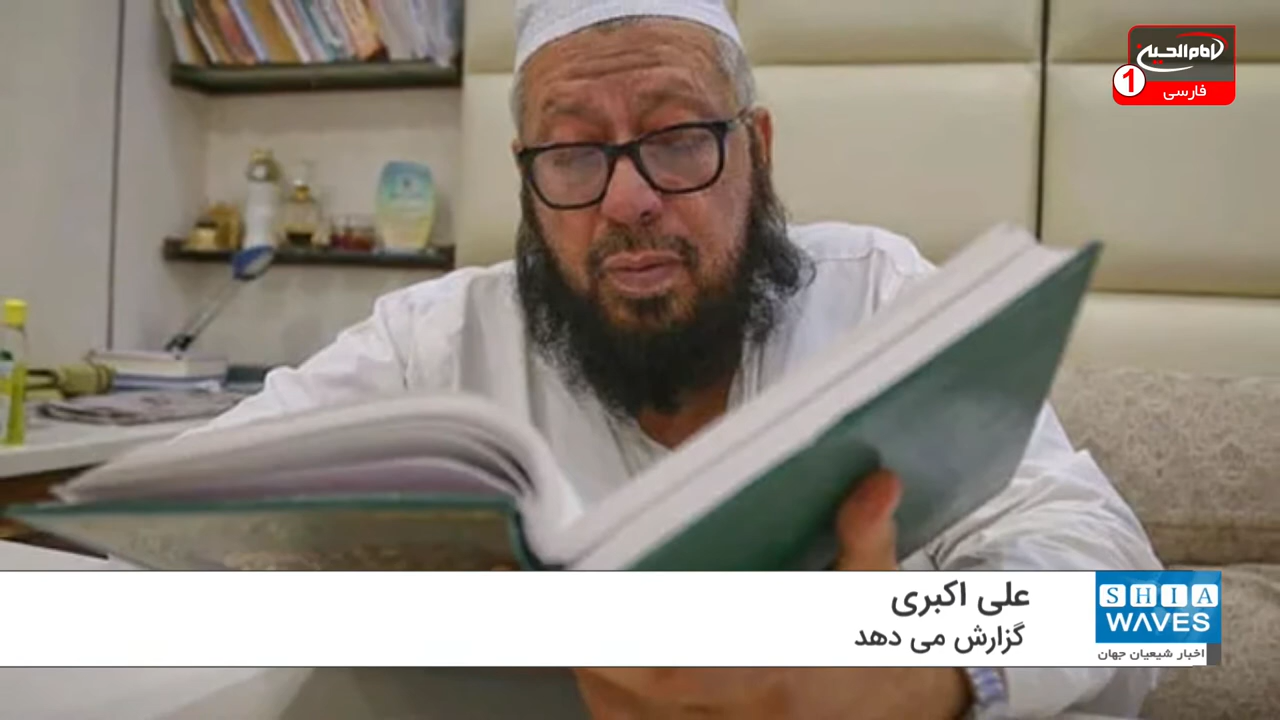 امام الحسین
1
فارسی
علی اکبری
گزارش می دهد
SHIA
WAVES
اخبار شیعیان جهان